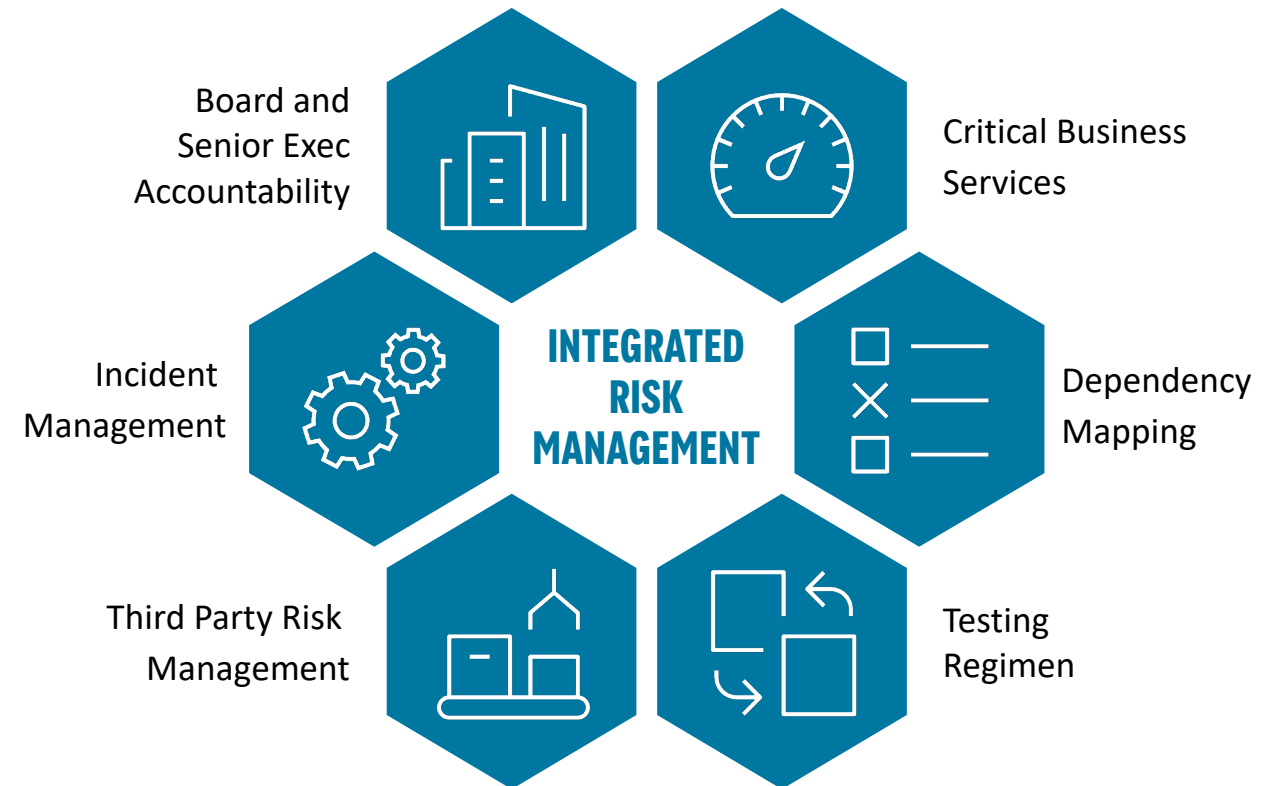 Board and
Senior Exec
Accountability
Critical Business
Services
Incident
Management
INTEGRATED
RISK
MANAGEMENT
Dependency
Mapping
Third Party Risk
Management
Testing
Regimen